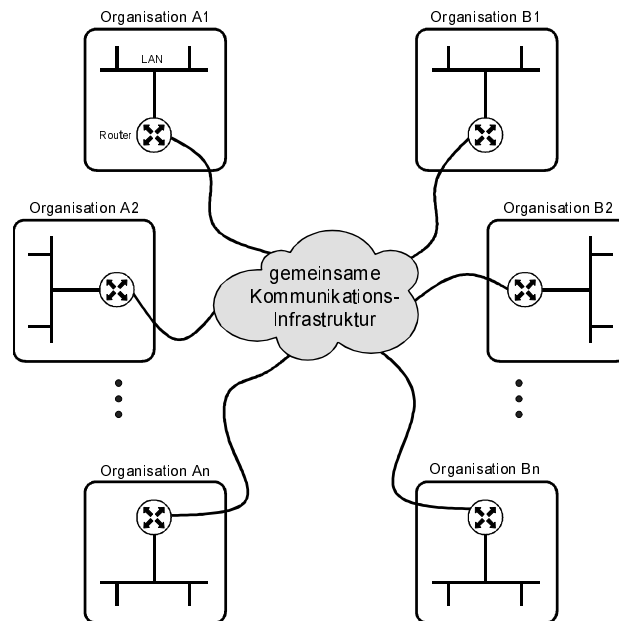 Organisation A1
Organisation B1
LAN
Router
Organisation A2
Organisation B2
gemeinsame
Kommunikations-
Infrastruktur
Organisation An
Organisation Bn